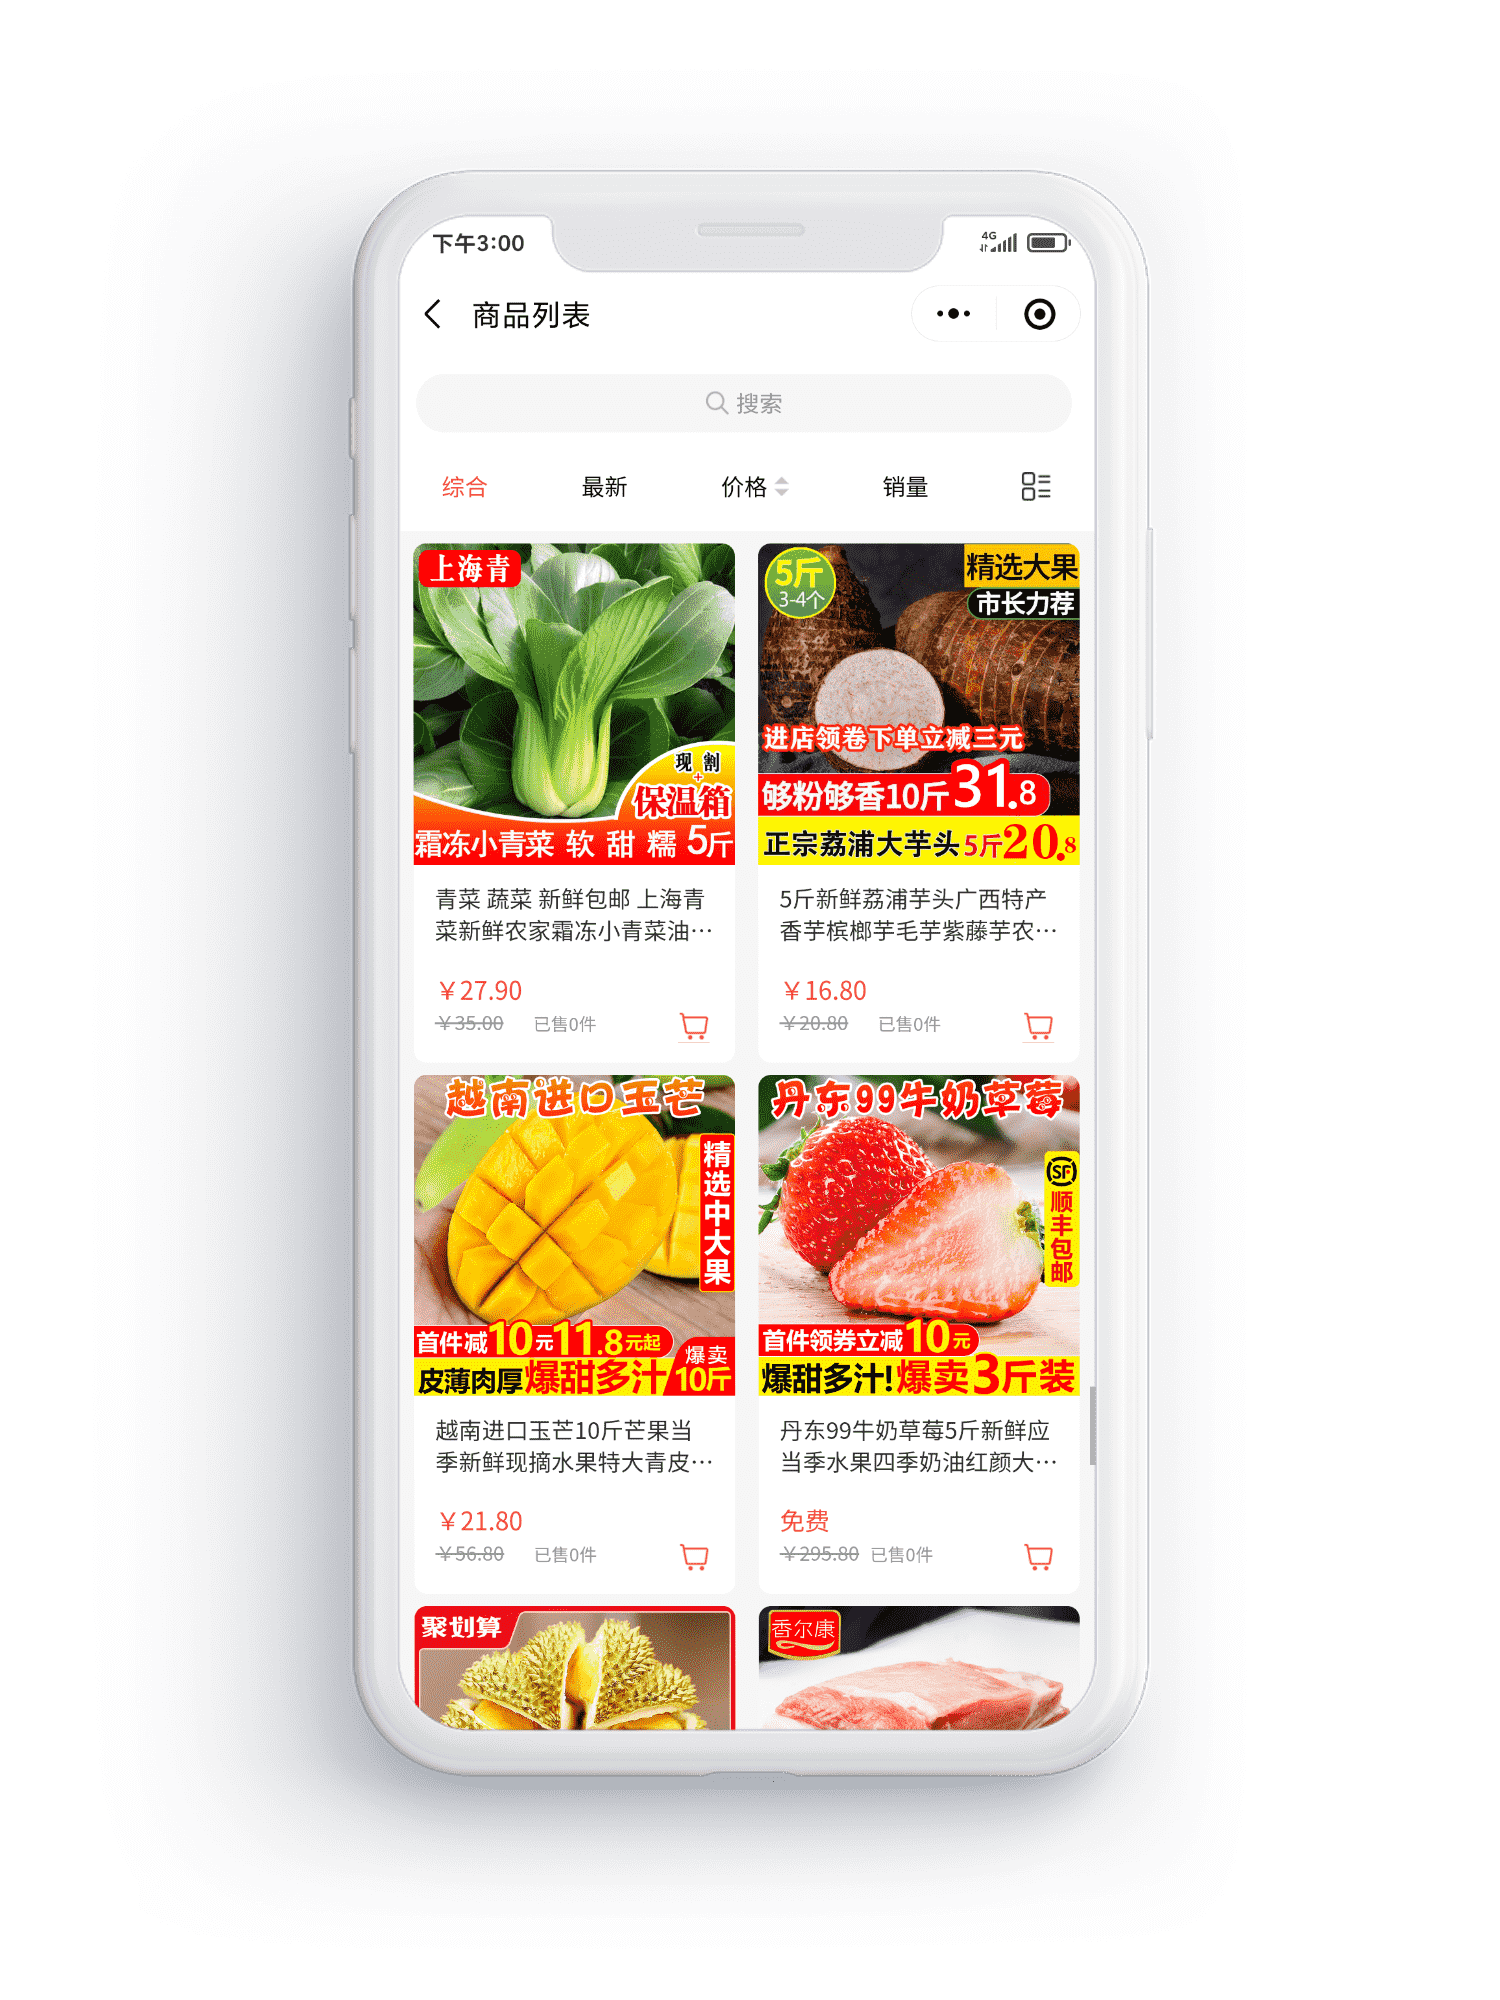 下午3:00
4G
商品列表
搜索
综合
最新
价格
销量
上海青
现 割
+
保温箱
霜冻小青菜 软 甜 糯 5斤
青菜 蔬菜 新鲜包邮 上海青
菜新鲜农家霜冻小青菜油…
￥27.90
￥35.00 已售0件
5斤
3-4个
精选大果
市长力荐
进店领卷下单立减三元
够粉够香10斤31.8
正宗荔浦大芋头5斤20.8
5斤新鲜荔浦芋头广西特产
香芋槟榔芋毛芋紫藤芋农…
￥16.80
￥20.80 已售0件
越南进口玉芒
精选中大果
首件减10元11.8元起
爆卖
皮薄肉厚爆甜多汁
10斤
越南进口玉芒10斤芒果当
季新鲜现摘水果特大青皮…
￥21.80
￥56.80 已售0件
丹东99牛奶草莓
SF
顺丰包邮
首件领券立减10元
爆甜多汁!爆卖3斤装
丹东99牛奶草莓5斤新鲜应
当季水果四季奶油红颜大…
免费
￥295.80 已售0件
聚划算
香尔康